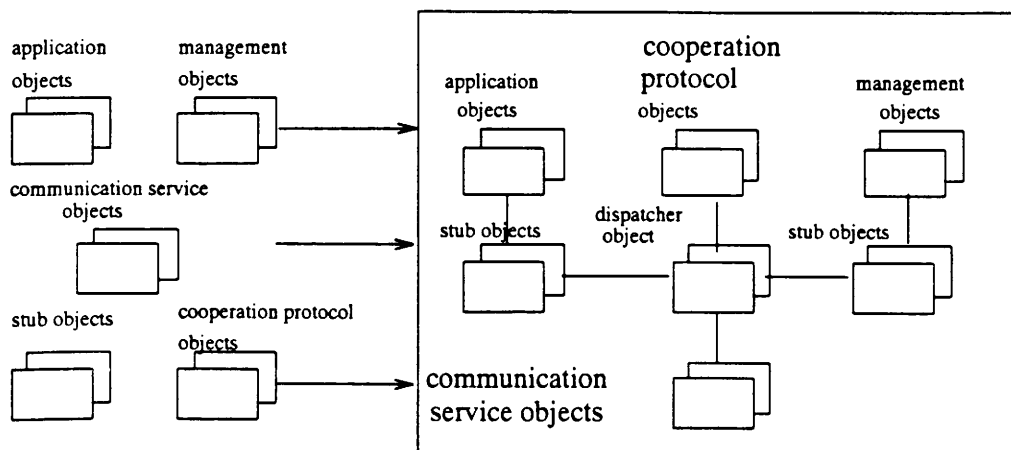 application
objects
management
objects
communication service
objects
stub objects
cooperation protocol
objects
cooperation
protocol
objects
application
objects
management
objects
stub objects
dispatcher
object
stub objects
communication
service objects